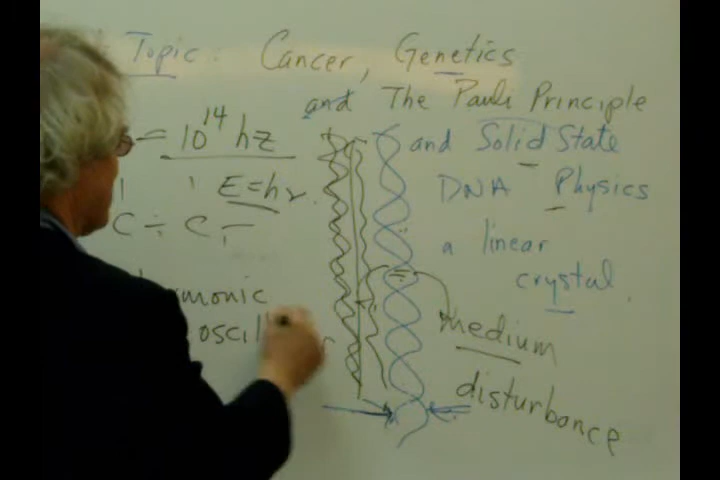 Topic: Cancer, Genetics
and The Pauli Principle
= 10¹⁴ hz
and Solid State
E=hν
DNA Physics
C ÷ C -
a linear
crystal.
monic
medium
oscil
disturbance